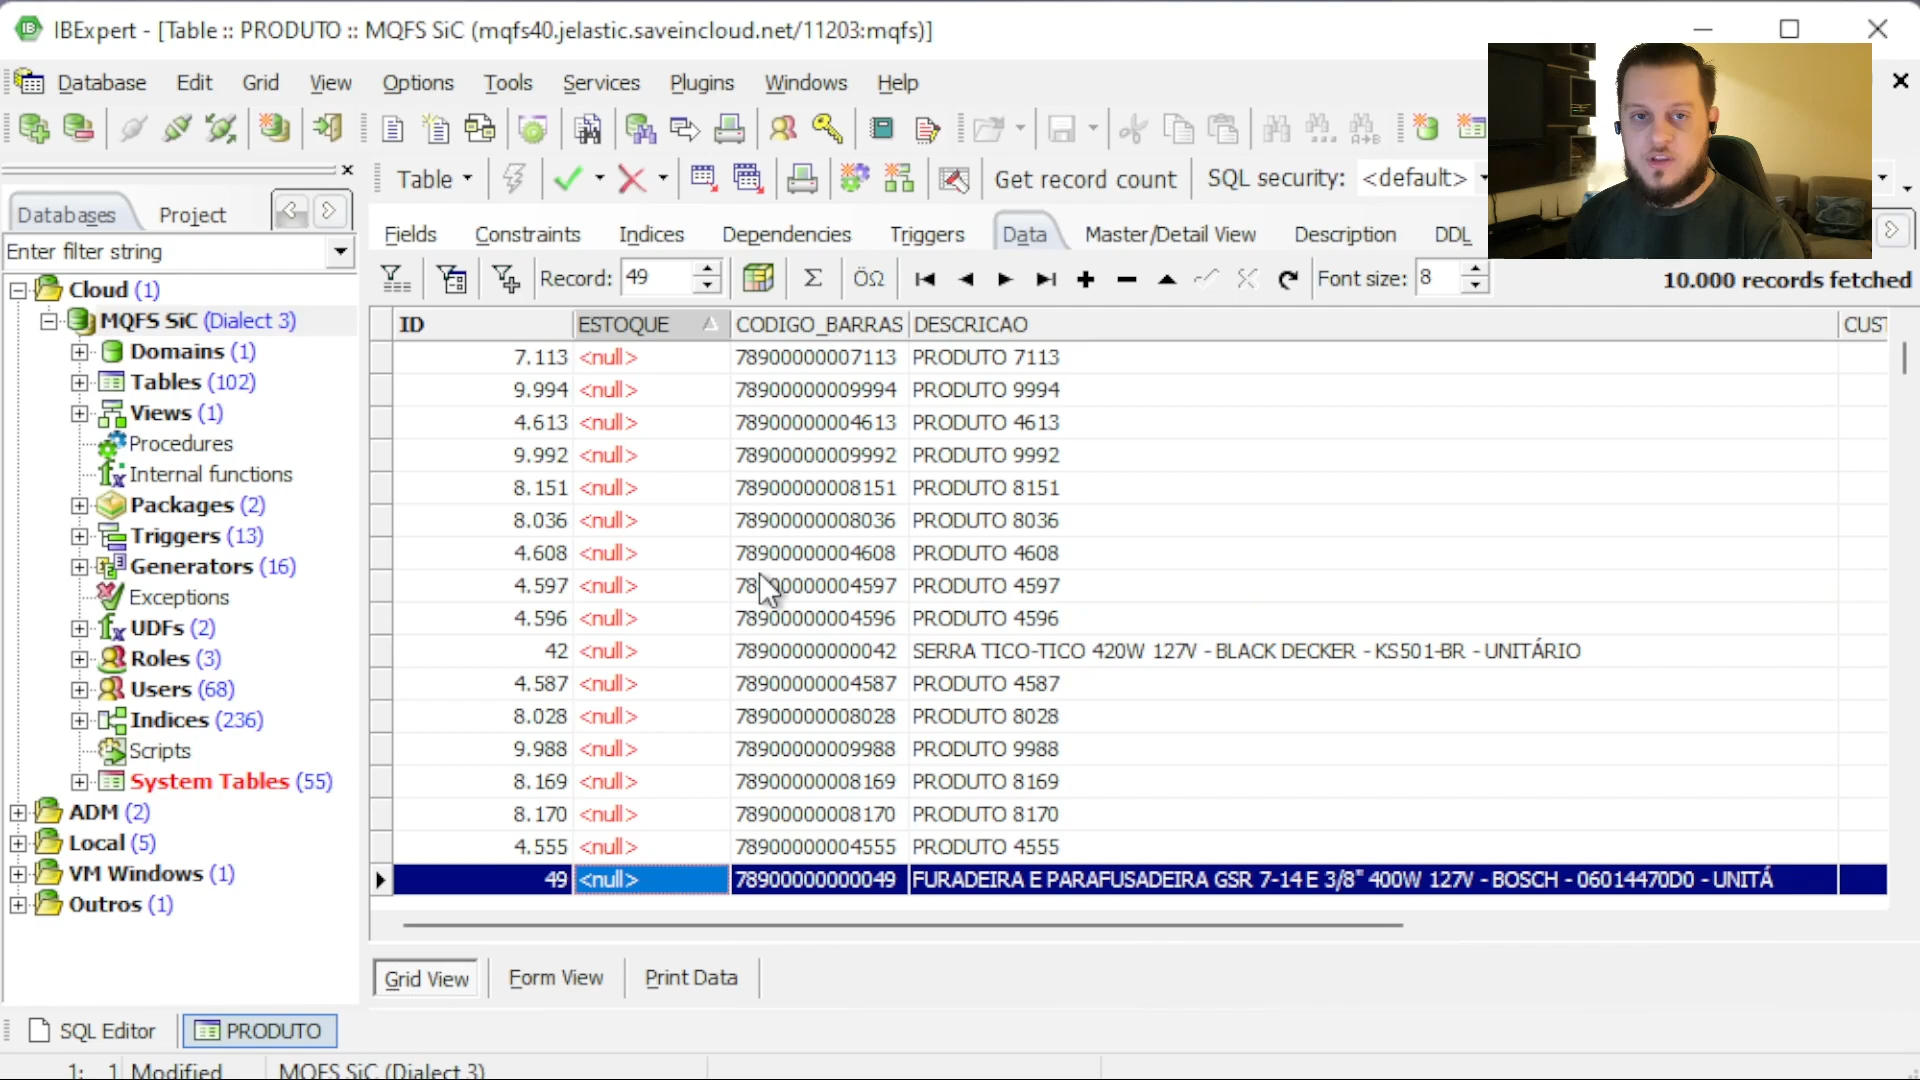 IBExpert - [Table :: PRODUTO :: MQFS SiC (mqfs40.jelastic.saveincloud.net/11203:mqfs)]
Database Edit Grid View Options Tools Services Plugins Windows Help
Table Get record count SQL security: <default>
Databases Project
Fields Constraints Indices Dependencies Triggers Data Master/Detail View Description DDL
Enter filter string
Record: 49 Σ ÖΩ Font size: 8 10.000 records fetched
Cloud (1)
MQFS SiC (Dialect 3)
Domains (1)
Tables (102)
Views (1)
Procedures
Internal functions
Packages (2)
Triggers (13)
Generators (16)
Exceptions
UDFs (2)
Roles (3)
Users (68)
Indices (236)
Scripts
System Tables (55)
ADM (2)
Local (5)
VM Windows (1)
Outros (1)
ID ESTOQUE CODIGO_BARRAS DESCRICAO CUST
7.113 <null> 78900000007113 PRODUTO 7113
9.994 <null> 78900000009994 PRODUTO 9994
4.613 <null> 78900000004613 PRODUTO 4613
9.992 <null> 78900000009992 PRODUTO 9992
8.151 <null> 78900000008151 PRODUTO 8151
8.036 <null> 78900000008036 PRODUTO 8036
4.608 <null> 78900000004608 PRODUTO 4608
4.597 <null> 78900000004597 PRODUTO 4597
4.596 <null> 78900000004596 PRODUTO 4596
42 <null> 78900000000042 SERRA TICO-TICO 420W 127V - BLACK DECKER - KS501-BR - UNITÁRIO
4.587 <null> 78900000004587 PRODUTO 4587
8.028 <null> 78900000008028 PRODUTO 8028
9.988 <null> 78900000009988 PRODUTO 9988
8.169 <null> 78900000008169 PRODUTO 8169
8.170 <null> 78900000008170 PRODUTO 8170
4.555 <null> 78900000004555 PRODUTO 4555
49 <null> 78900000000049 FURADEIRA E PARAFUSADEIRA GSR 7-14 E 3/8" 400W 127V - BOSCH - 06014470D0 - UNITÁ
Grid View Form View Print Data
SQL Editor PRODUTO
1: 1 Modified MQFS SiC (Dialect 3)